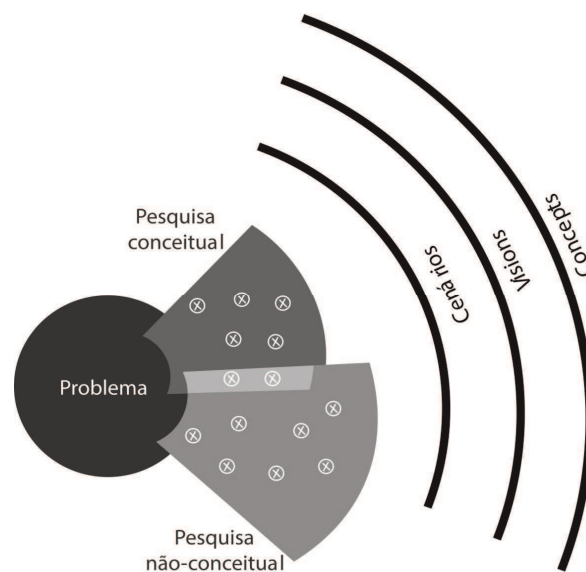 Pesquisa
conceitual
Problema
Pesquisa
não-conceitual
Cenários
Visions
Concepts